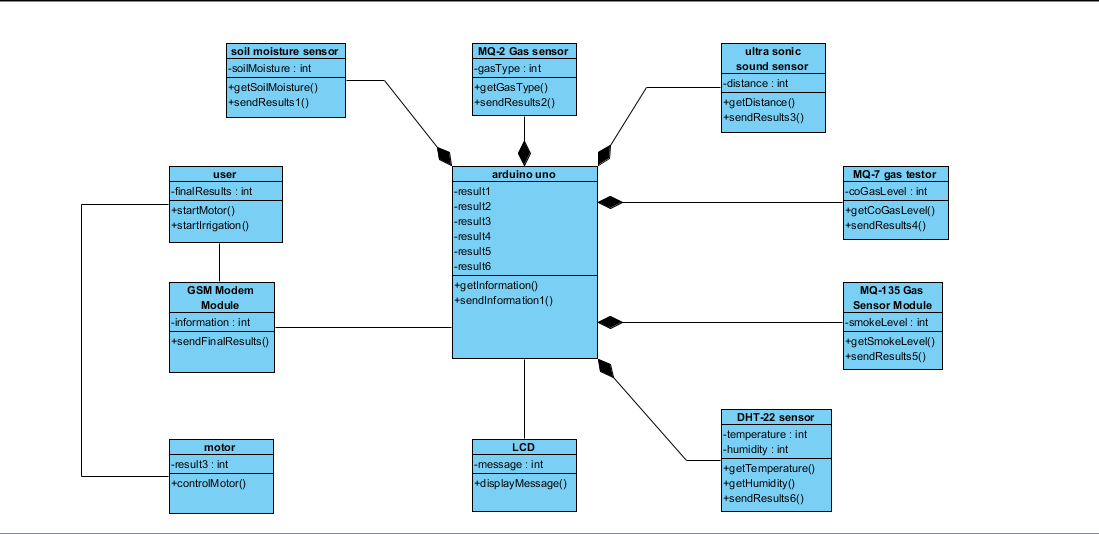 soil moisture sensor
-soilMoisture : int
+getSoilMoisture()
+sendResults1()
MQ-2 Gas sensor
-gasType : int
+getGasType()
+sendResults2()
ultra sonic
sound sensor
-distance : int
+getDistance()
+sendResults3()
user
-finalResults : int
+startMotor()
+startIrrigation()
arduino uno
-result1
-result2
-result3
-result4
-result5
-result6
+getInformation()
+sendInformation1()
MQ-7 gas testor
-coGasLevel : int
+getCoGasLevel()
+sendResults4()
GSM Modem
Module
-information : int
+sendFinalResults()
MQ-135 Gas
Sensor Module
-smokeLevel : int
+getSmokeLevel()
+sendResults5()
motor
-result3 : int
+controlMotor()
LCD
-message : int
+displayMessage()
DHT-22 sensor
-temperature : int
-humidity : int
+getTemperature()
+getHumidity()
+sendResults6()